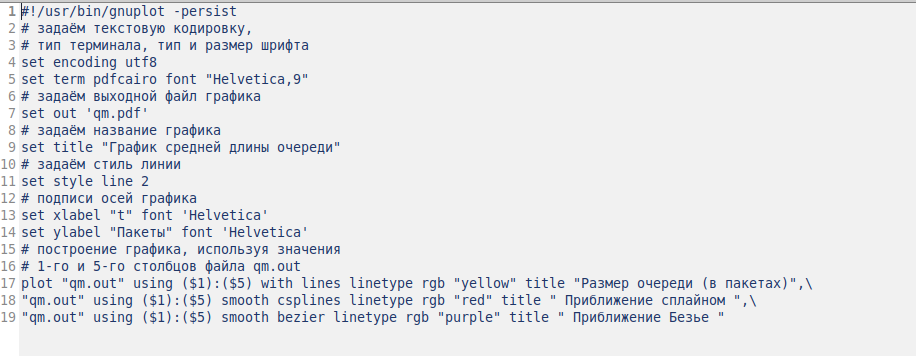 1 #!/usr/bin/gnuplot -persist
2 # задаём текстовую кодировку,
3 # тип терминала, тип и размер шрифта
4 set encoding utf8
5 set term pdfcairo font "Helvetica,9"
6 # задаём выходной файл графика
7 set out 'qm.pdf'
8 # задаём название графика
9 set title "График средней длины очереди"
10 # задаём стиль линии
11 set style line 2
12 # подписи осей графика
13 set xlabel "t" font 'Helvetica'
14 set ylabel "Пакеты" font 'Helvetica'
15 # построение графика, используя значения
16 # 1-го и 5-го столбцов файла qm.out
17 plot "qm.out" using ($1):($5) with lines linetype rgb "yellow" title "Размер очереди (в пакетах)",\
18 "qm.out" using ($1):($5) smooth csplines linetype rgb "red" title " Приближение сплайном ",\
19 "qm.out" using ($1):($5) smooth bezier linetype rgb "purple" title " Приближение Безье "